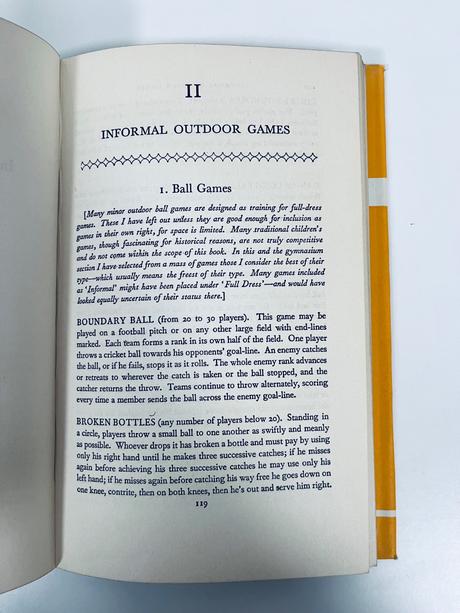 II
INFORMAL OUTDOOR GAMES
1. Ball Games
[Many minor outdoor ball games are designed as training for full-dress
games. These I have left out unless they are good enough for inclusion as
games in their own right, for space is limited. Many traditional children's
games, though fascinating for historical reasons, are not truly competitive
and do not come within the scope of this book. In this and the gymnasium
section I have selected from a mass of games those I consider the best of their
type—which usually means the freest of their type. Many games included
as 'Informal' might have been placed under 'Full Dress'—and would have
looked equally uncertain of their status there.]
BOUNDARY BALL (from 20 to 30 players). This game may be
played on a football pitch or on any other large field with end-lines
marked. Each team forms a rank in its own half of the field. One player
throws a cricket ball towards his opponents' goal-line. An enemy catches
the ball, or if he fails, stops it as it rolls. The whole enemy rank advances
or retreats to wherever the catch is taken or the ball stopped, and the
catcher returns the throw. Teams continue to throw alternately, scoring
every time a member sends the ball across the enemy goal-line.
BROKEN BOTTLES (any number of players below 20). Standing in
a circle, players throw a small ball to one another as swiftly and meanly
as possible. Whoever drops it has broken a bottle and must pay by using
only his right hand until he makes three successive catches; if he misses
again before achieving his three successive catches he may use only his
left hand; if he misses again before catching his way free he goes down on
one knee, contrite, then on both knees, then he's out and serve him right.
119